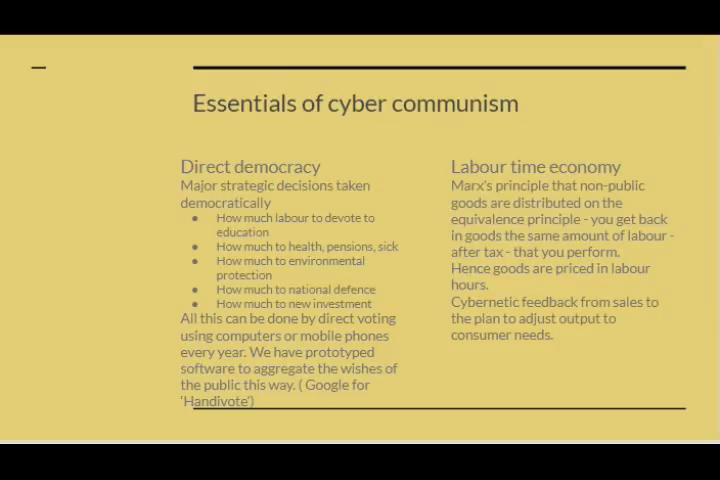 Essentials of cyber communism
Direct democracy
Major strategic decisions taken
democratically
● How much labour to devote to
education
● How much to health, pensions, sick
● How much to environmental
protection
● How much to national defence
● How much to new investment
All this can be done by direct voting
using computers or mobile phones
every year. We have prototyped
software to aggregate the wishes of
the public this way. ( Google for
'Handivote')
Labour time economy
Marx's principle that non-public
goods are distributed on the
equivalence principle - you get back
in goods the same amount of labour -
after tax - that you perform.
Hence goods are priced in labour
hours.
Cybernetic feedback from sales to
the plan to adjust output to
consumer needs.